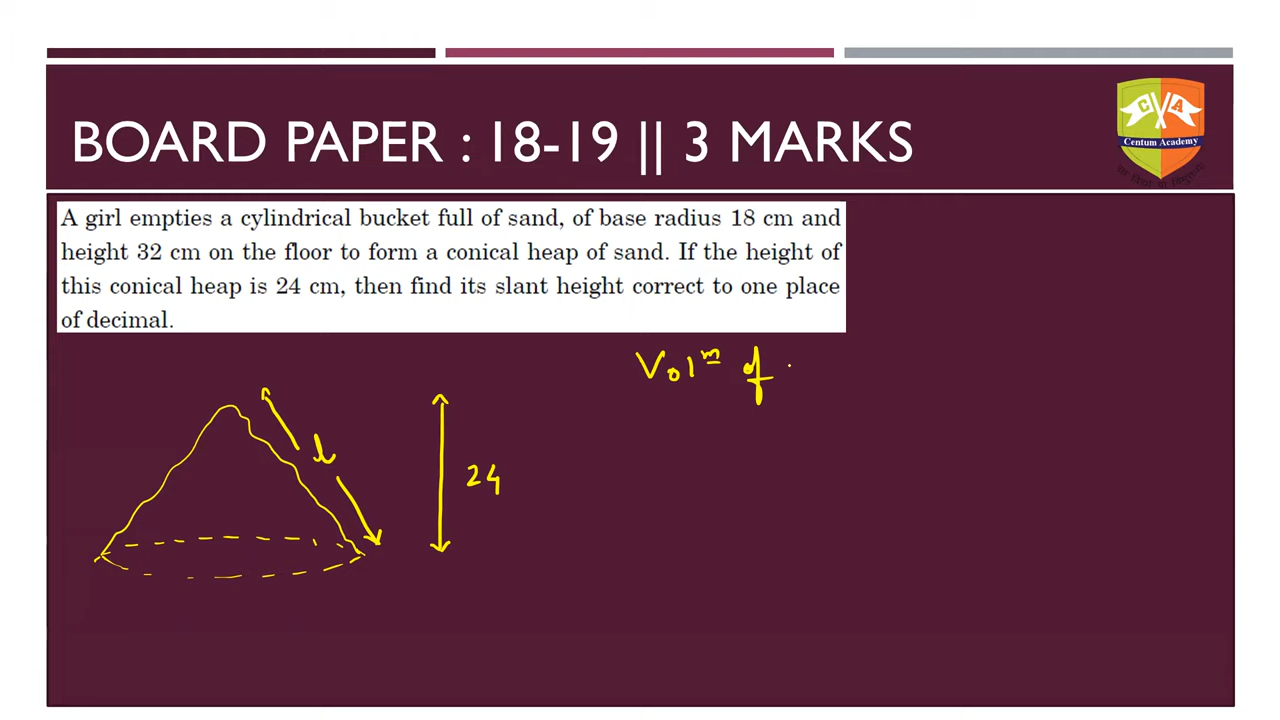 BOARD PAPER : 18-19 || 3 MARKS
C A
Centum Academy
A girl empties a cylindrical bucket full of sand, of base radius 18 cm and
height 32 cm on the floor to form a conical heap of sand. If the height of
this conical heap is 24 cm, then find its slant height correct to one place
of decimal.
Volᵐ of
l
24